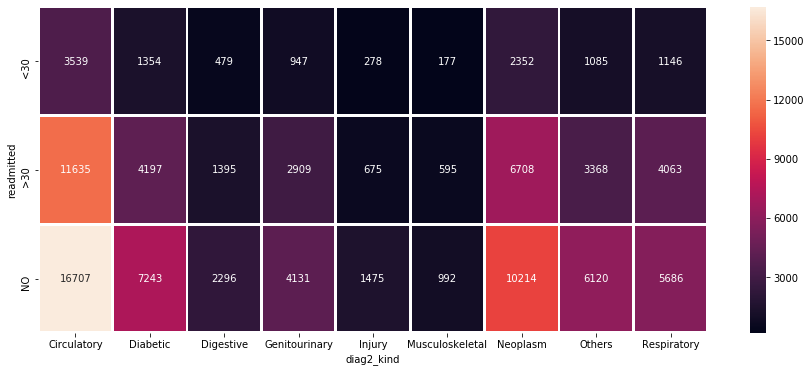 <30 3539 1354 479 947 278 177 2352 1085 1146
>30 11635 4197 1395 2909 675 595 6708 3368 4063
NO 16707 7243 2296 4131 1475 992 10214 6120 5686
readmitted
Circulatory Diabetic Digestive Genitourinary Injury Musculoskeletal Neoplasm Others Respiratory
diag2_kind
15000
12000
9000
6000
3000